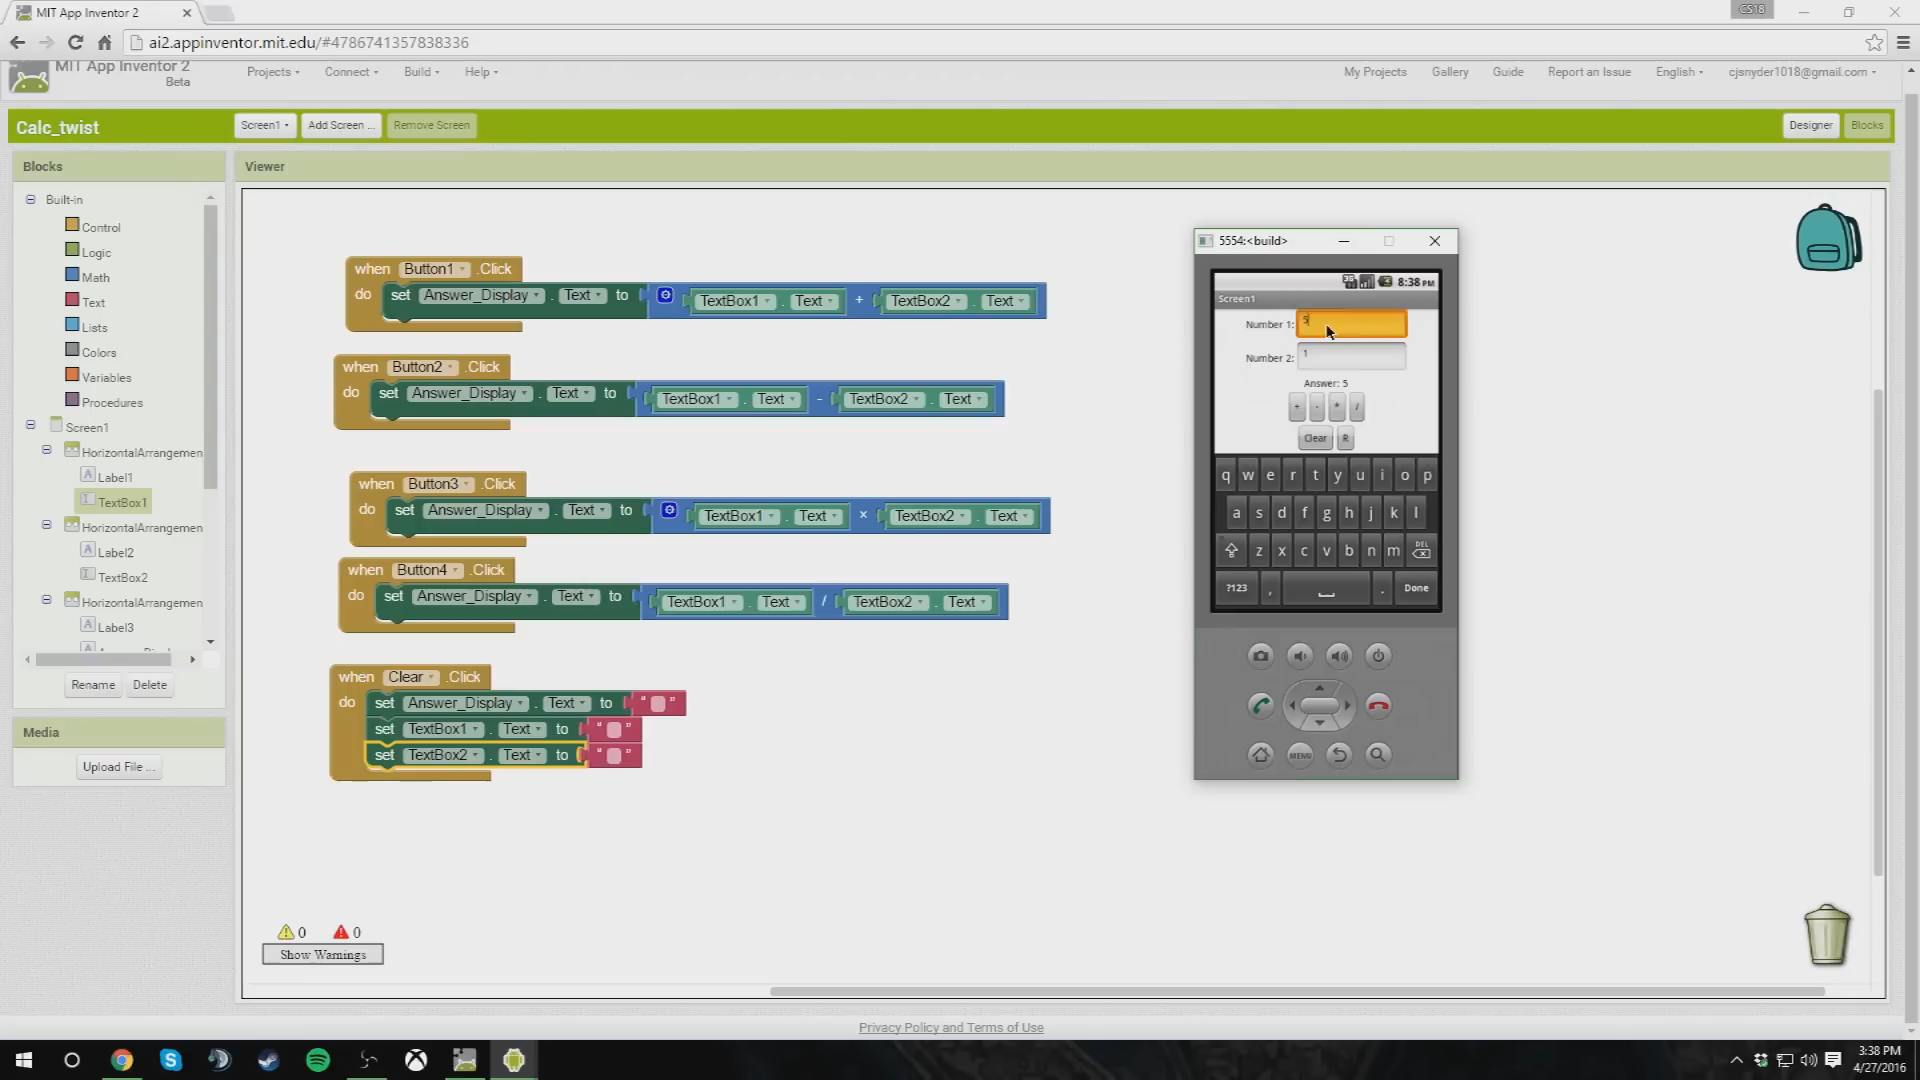 MIT App Inventor 2
CS18
ai2.appinventor.mit.edu/#4786741357838336
MIT App Inventor 2
Beta
Projects Connect Build Help
My Projects Gallery Guide Report an Issue English cjsnyder1018@gmail.com
Calc_twist
Screen1 Add Screen ... Remove Screen
Designer Blocks
Blocks
Viewer
Built-in
Control
Logic
Math
Text
Lists
Colors
Variables
Procedures
Screen1
HorizontalArrangemen
Label1
TextBox1
HorizontalArrangemen
Label2
TextBox2
HorizontalArrangemen
Label3
Rename Delete
Media
Upload File ...
when Button1 .Click
do set Answer_Display . Text to TextBox1 . Text + TextBox2 . Text
when Button2 .Click
do set Answer_Display . Text to TextBox1 . Text - TextBox2 . Text
when Button3 .Click
do set Answer_Display . Text to TextBox1 . Text × TextBox2 . Text
when Button4 .Click
do set Answer_Display . Text to TextBox1 . Text / TextBox2 . Text
when Clear .Click
do set Answer_Display . Text to “ ”
set TextBox1 . Text to “ ”
set TextBox2 . Text to “ ”
0 0
Show Warnings
5554:<build>
3G 8:38 PM
Screen1
Number 1: 5
Number 2: 1
Answer: 5
+ - * /
Clear R
q w e r t y u i o p
a s d f g h j k l
z x c v b n m DEL
?123 , . Done
MENU
Privacy Policy and Terms of Use
3:38 PM
4/27/2016